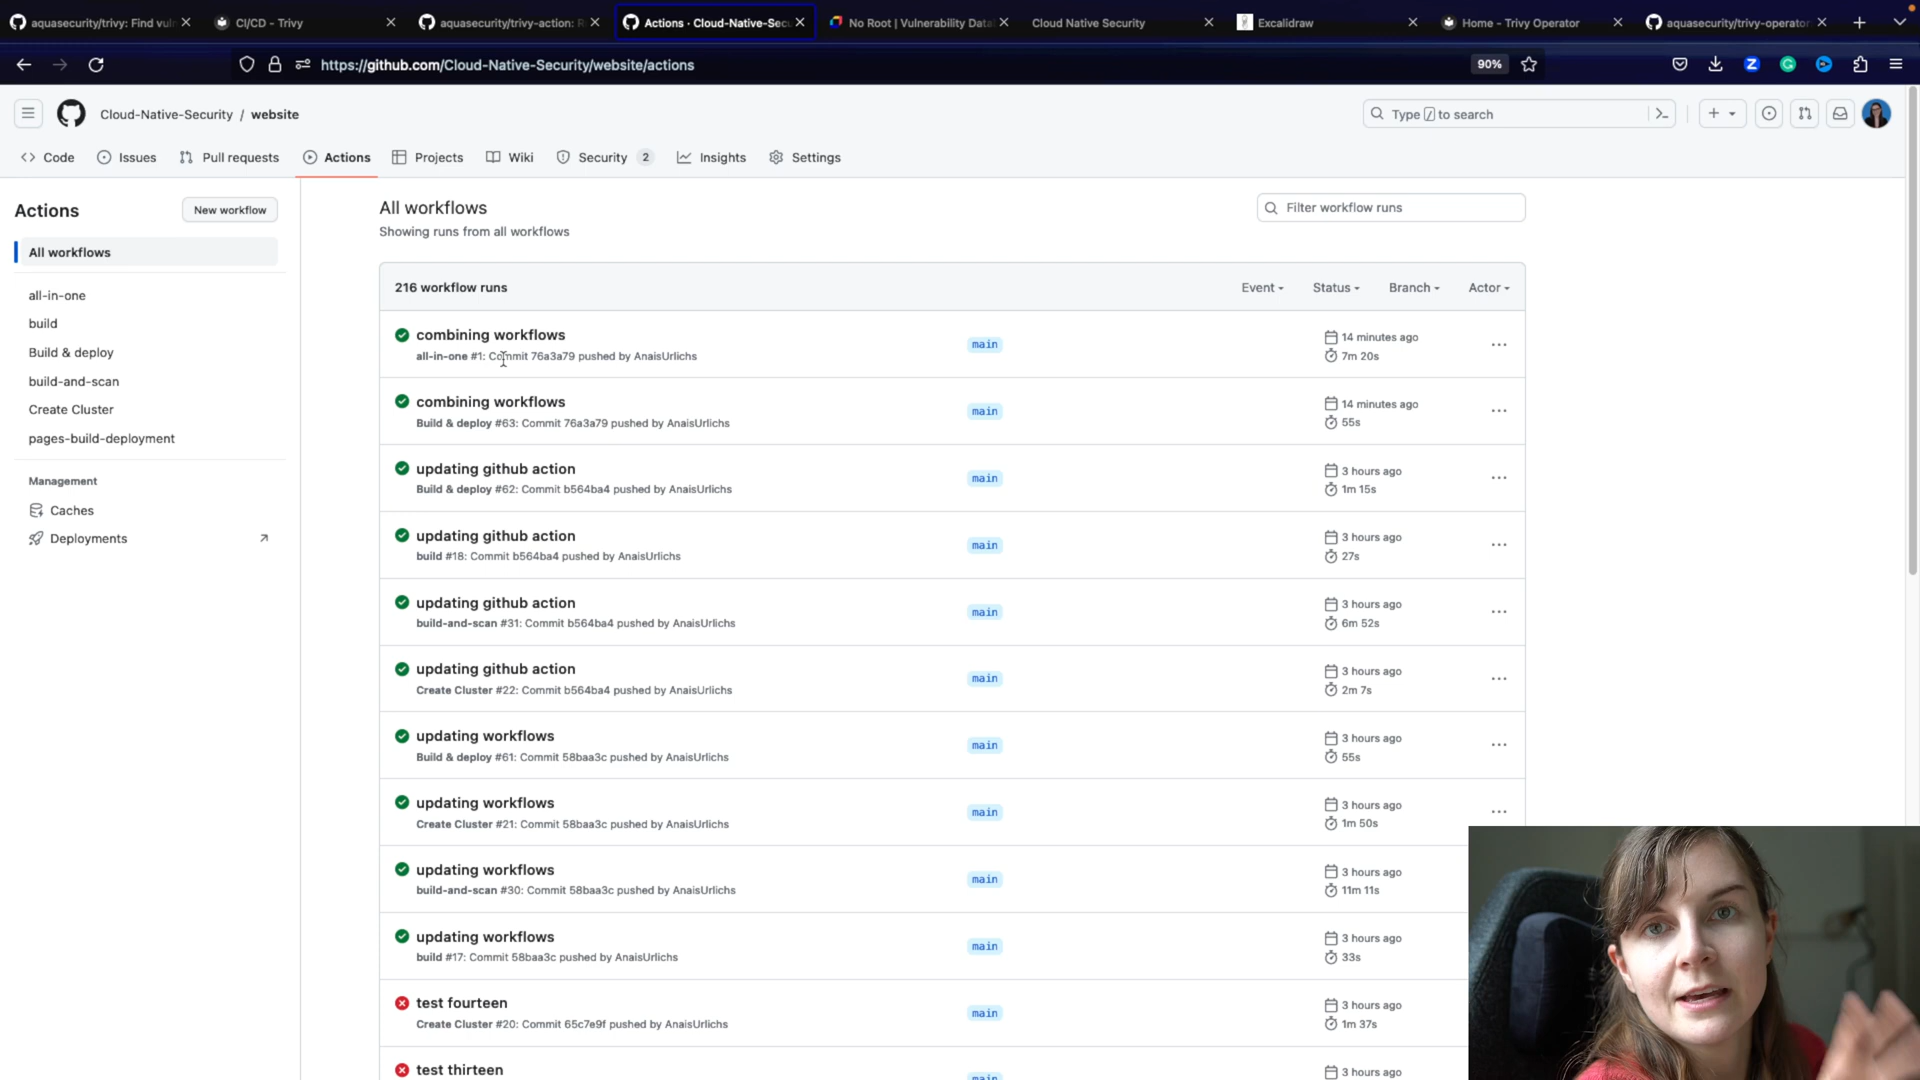 aquasecurity/trivy: Find vuln
CI/CD - Trivy
aquasecurity/trivy-action: R
Actions · Cloud-Native-Sec
No Root | Vulnerability Data
Cloud Native Security
Excalidraw
Home - Trivy Operator
aquasecurity/trivy-operator
https://github.com/Cloud-Native-Security/website/actions
90%
Cloud-Native-Security / website
Type / to search
Code
Issues
Pull requests
Actions
Projects
Wiki
Security 2
Insights
Settings
Actions
New workflow
All workflows
all-in-one
build
Build & deploy
build-and-scan
Create Cluster
pages-build-deployment
Management
Caches
Deployments
All workflows
Showing runs from all workflows
Filter workflow runs
216 workflow runs
Event
Status
Branch
Actor
combining workflows
all-in-one #1: Commit 76a3a79 pushed by AnaisUrlichs
main
14 minutes ago
7m 20s
combining workflows
Build & deploy #63: Commit 76a3a79 pushed by AnaisUrlichs
main
14 minutes ago
55s
updating github action
Build & deploy #62: Commit b564ba4 pushed by AnaisUrlichs
main
3 hours ago
1m 15s
updating github action
build #18: Commit b564ba4 pushed by AnaisUrlichs
main
3 hours ago
27s
updating github action
build-and-scan #31: Commit b564ba4 pushed by AnaisUrlichs
main
3 hours ago
6m 52s
updating github action
Create Cluster #22: Commit b564ba4 pushed by AnaisUrlichs
main
3 hours ago
2m 7s
updating workflows
Build & deploy #61: Commit 58baa3c pushed by AnaisUrlichs
main
3 hours ago
55s
updating workflows
Create Cluster #21: Commit 58baa3c pushed by AnaisUrlichs
main
3 hours ago
1m 50s
updating workflows
build-and-scan #30: Commit 58baa3c pushed by AnaisUrlichs
main
3 hours ago
11m 11s
updating workflows
build #17: Commit 58baa3c pushed by AnaisUrlichs
main
3 hours ago
33s
test fourteen
Create Cluster #20: Commit 65c7e9f pushed by AnaisUrlichs
main
3 hours ago
1m 37s
test thirteen
main
3 hours ago